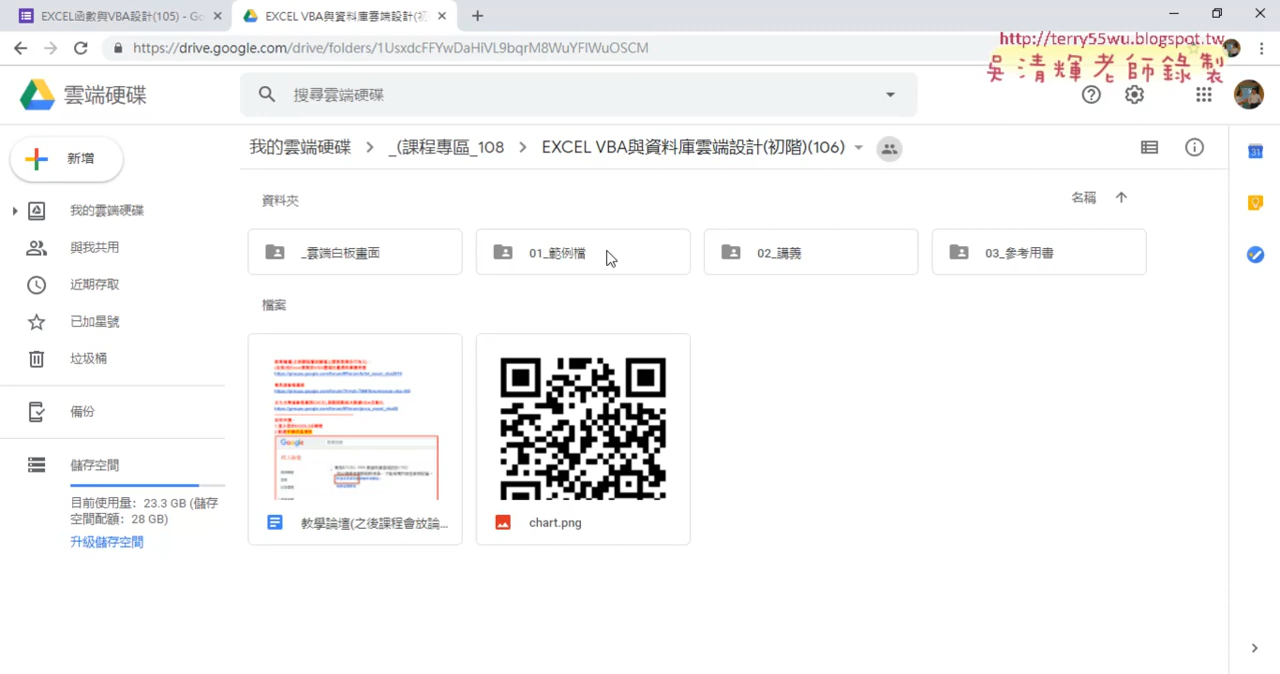 EXCEL函數與VBA設計(105) - Go
EXCEL VBA與資料庫雲端設計(初
https://drive.google.com/drive/folders/1UsxdcFFYwDaHiVL9bqrM8WuYFlWuOSCM
http://terry55wu.blogspot.tw
吳清輝老師錄製
雲端硬碟
搜尋雲端硬碟
新增
我的雲端硬碟
與我共用
近期存取
已加星號
垃圾桶
備份
儲存空間
目前使用量: 23.3 GB (儲存
空間配額: 28 GB)
升級儲存空間
我的雲端硬碟 > _(課程專區_108 > EXCEL VBA與資料庫雲端設計(初階)(106)
資料夾
名稱
_雲端白板畫面
01_範例檔
02_講義
03_參考用書
檔案
Google
教學論壇(之後課程會放論...
chart.png
31